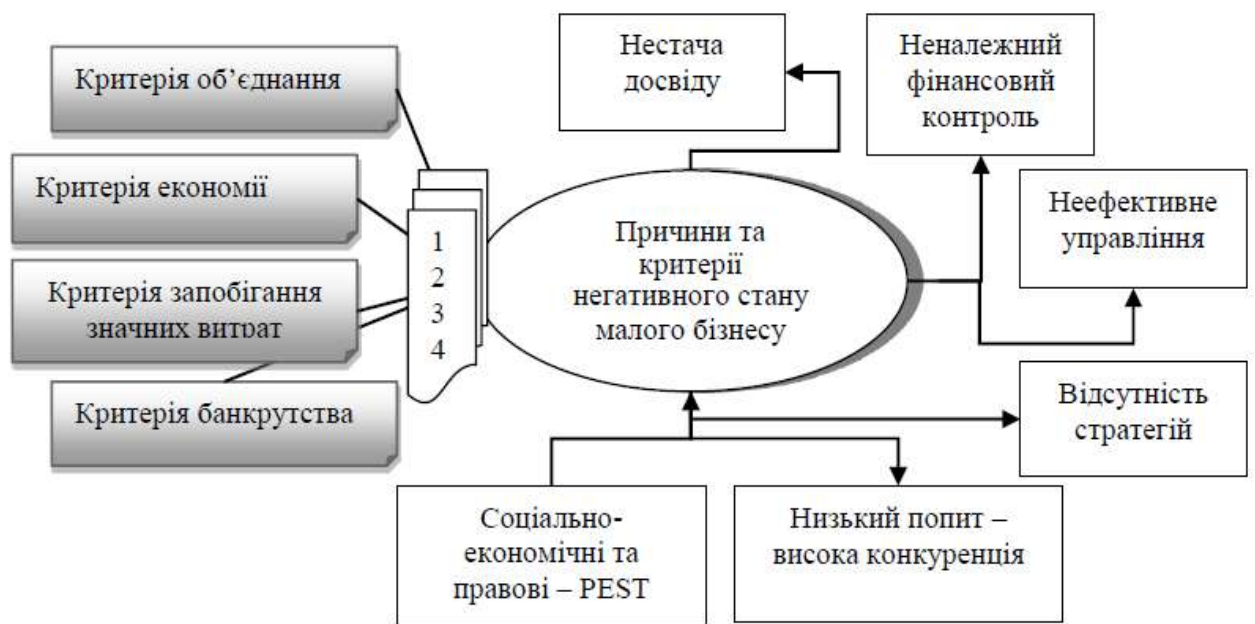 Критерія об’єднання
Критерія економії
Критерія запобігання
значних витрат
Критерія банкрутства
1
2
3
4
Причини та
критерії
негативного стану
малого бізнесу
Нестача
досвіду
Неналежний
фінансовий
контроль
Неефективне
управління
Відсутність
стратегій
Соціально-
економічні та
правові – PEST
Низький попит –
висока конкуренція